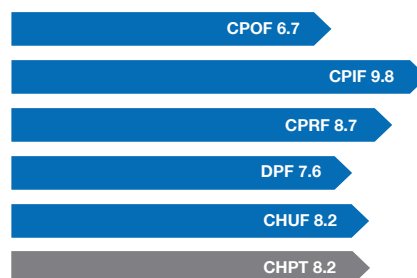 CPOF 6.7
CPIF 9.8
CPRF 8.7
DPF 7.6
CHUF 8.2
CHPT 8.2